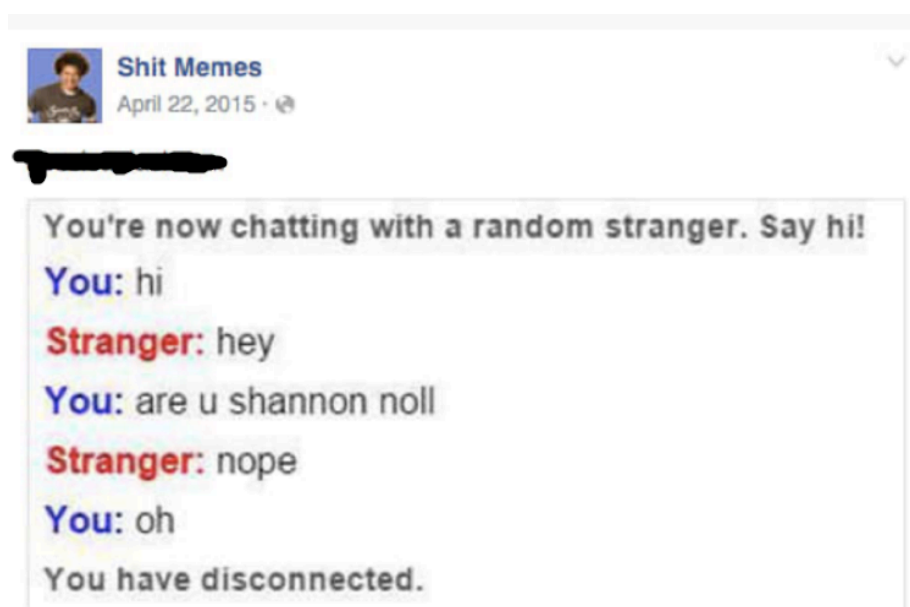 Shit Memes
April 22, 2015
You're now chatting with a random stranger. Say hi!
You: hi
Stranger: hey
You: are u shannon noll
Stranger: nope
You: oh
You have disconnected.